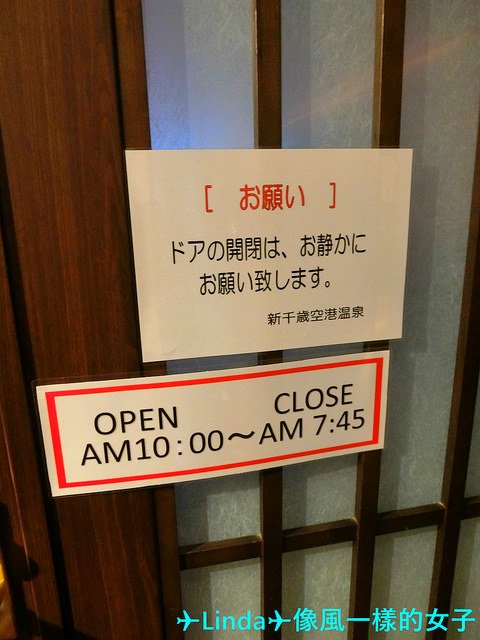 [ お願い ]
ドアの開閉は、お静かに
お願い致します。
新千歳空港温泉
OPEN CLOSE
AM10:00～AM 7:45
✈Linda✈像風一樣的女子